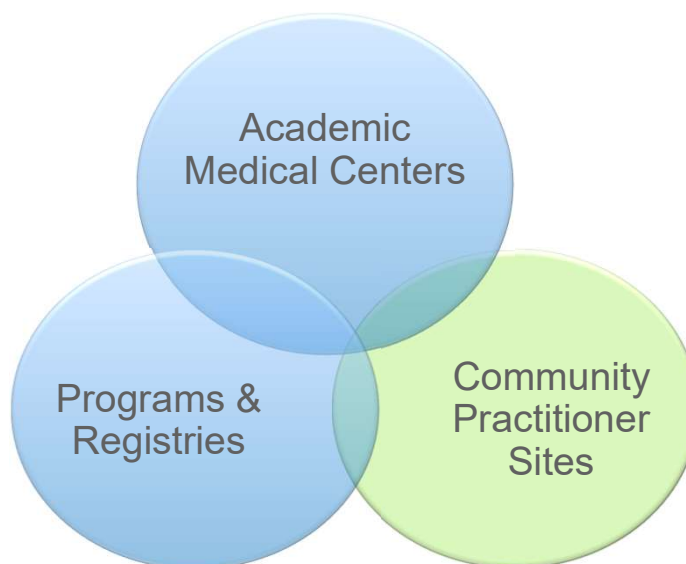 Academic
Medical Centers
Programs &
Registries
Community
Practitioner
Sites